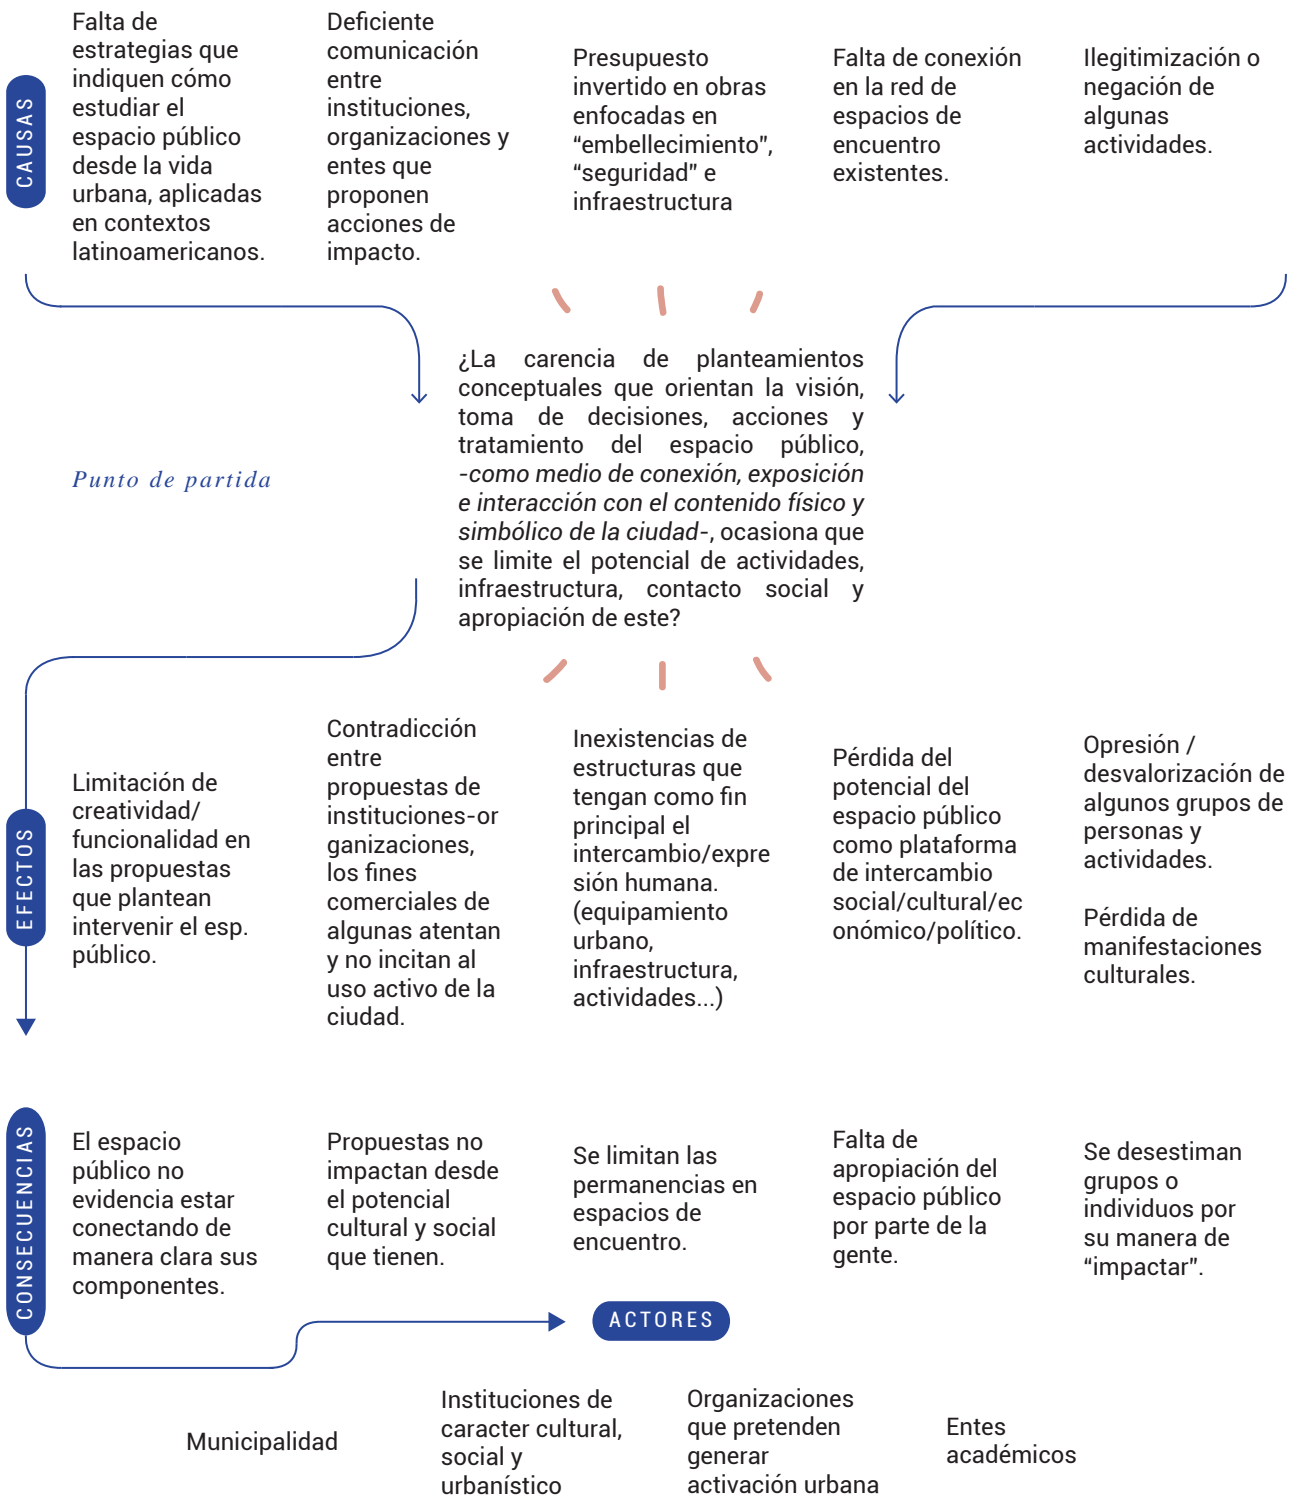 CAUSAS
Falta de
estrategias que
indiquen cómo
estudiar el
espacio público
desde la vida
urbana, aplicadas
en contextos
latinoamericanos.
Deficiente
comunicación
entre
instituciones,
organizaciones y
entes que
proponen
acciones de
impacto.
Presupuesto
invertido en obras
enfocadas en
“embellecimiento”,
“seguridad” e
infraestructura
Falta de conexión
en la red de
espacios de
encuentro
existentes.
Ilegitimización o
negación de
algunas
actividades.
Punto de partida
¿La carencia de planteamientos
conceptuales que orientan la visión,
toma de decisiones, acciones y
tratamiento del espacio público,
-como medio de conexión, exposición
e interacción con el contenido físico y
simbólico de la ciudad-, ocasiona que
se limite el potencial de actividades,
infraestructura, contacto social y
apropiación de este?
EFECTOS
Limitación de
creatividad/
funcionalidad en
las propuestas
que plantean
intervenir el esp.
público.
Contradicción
entre
propuestas de
instituciones-or
ganizaciones,
los fines
comerciales de
algunas atentan
y no incitan al
uso activo de la
ciudad.
Inexistencias de
estructuras que
tengan como fin
principal el
intercambio/expre
sión humana.
(equipamiento
urbano,
infraestructura,
actividades...)
Pérdida del
potencial del
espacio público
como plataforma
de intercambio
social/cultural/ec
onómico/político.
Opresión /
desvalorización de
algunos grupos de
personas y
actividades.
Pérdida de
manifestaciones
culturales.
CONSECUENCIAS
El espacio
público no
evidencia estar
conectando de
manera clara sus
componentes.
Propuestas no
impactan desde
el potencial
cultural y social
que tienen.
Se limitan las
permanencias en
espacios de
encuentro.
Falta de
apropiación del
espacio público
por parte de la
gente.
Se desestiman
grupos o
individuos por
su manera de
“impactar”.
ACTORES
Municipalidad
Instituciones de
caracter cultural,
social y
urbanístico
Organizaciones
que pretenden
generar
activación urbana
Entes
académicos